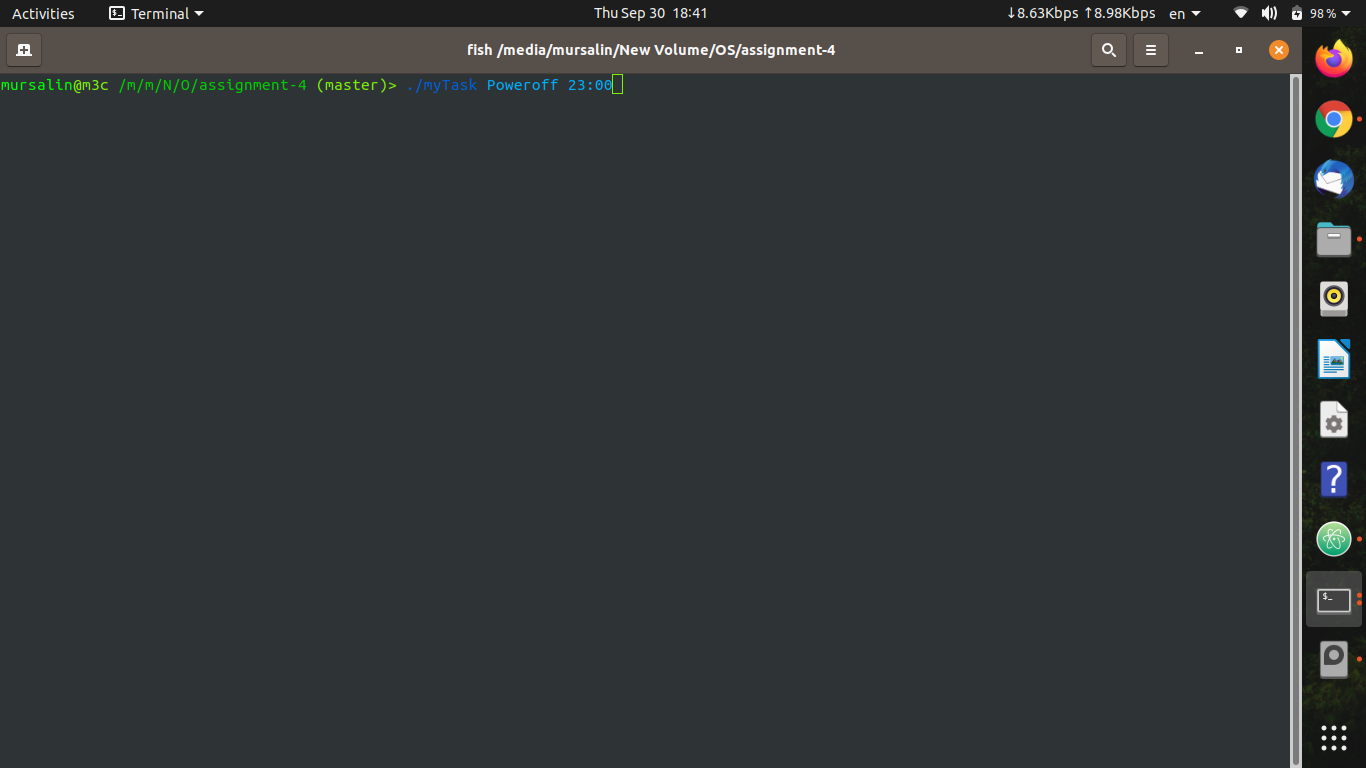 Activities Terminal Thu Sep 30 18:41 ↓8.63Kbps ↑8.98Kbps en 98 %
fish /media/mursalin/New Volume/OS/assignment-4
mursalin@m3c /m/m/N/O/assignment-4 (master)> ./myTask Poweroff 23:00